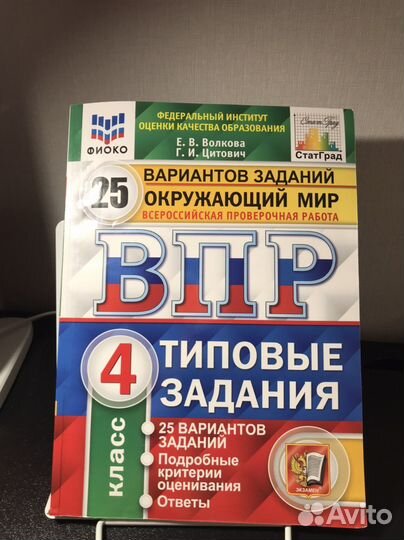 ФЕДЕРАЛЬНЫЙ ИНСТИТУТ
ОЦЕНКИ КАЧЕСТВА ОБРАЗОВАНИЯ
ФИОКО
Е. В. Волкова
Г. И. Цитович
СтатГрад
СтатГрад
25
ВАРИАНТОВ ЗАДАНИЙ
ОКРУЖАЮЩИЙ МИР
ВСЕРОССИЙСКАЯ ПРОВЕРОЧНАЯ РАБОТА
ВПР
4
класс
ТИПОВЫЕ
ЗАДАНИЯ
25 ВАРИАНТОВ
ЗАДАНИЙ
Подробные
критерии
оценивания
Ответы
ЭКЗАМЕН
Avito